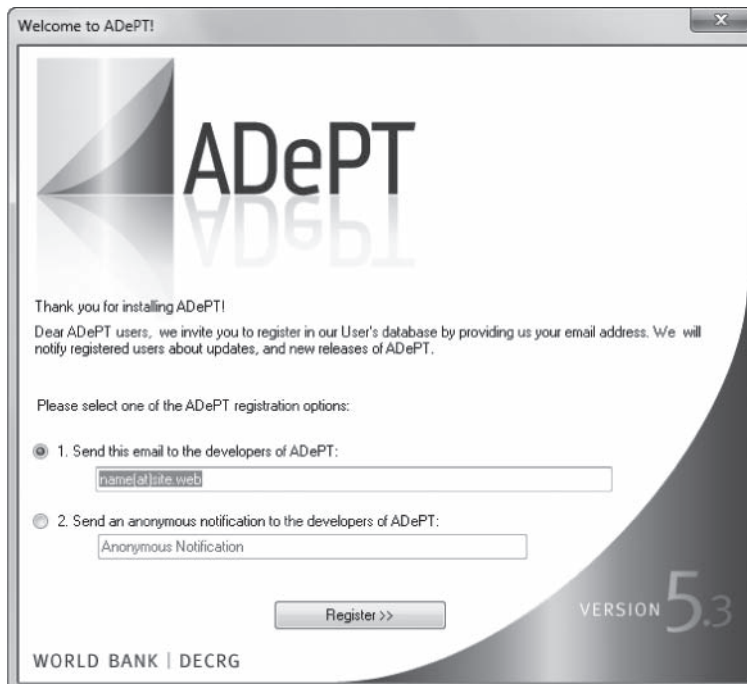 Welcome to ADePT!
ADePT
Thank you for installing ADePT!
Dear ADePT users, we invite you to register in our User's database by providing us your email address. We will
notify registered users about updates, and new releases of ADePT.
Please select one of the ADePT registration options:
1. Send this email to the developers of ADePT:
name[at]site.web
2. Send an anonymous notification to the developers of ADePT:
Anonymous Notification
Register >>
VERSION 5.3
WORLD BANK | DECRG